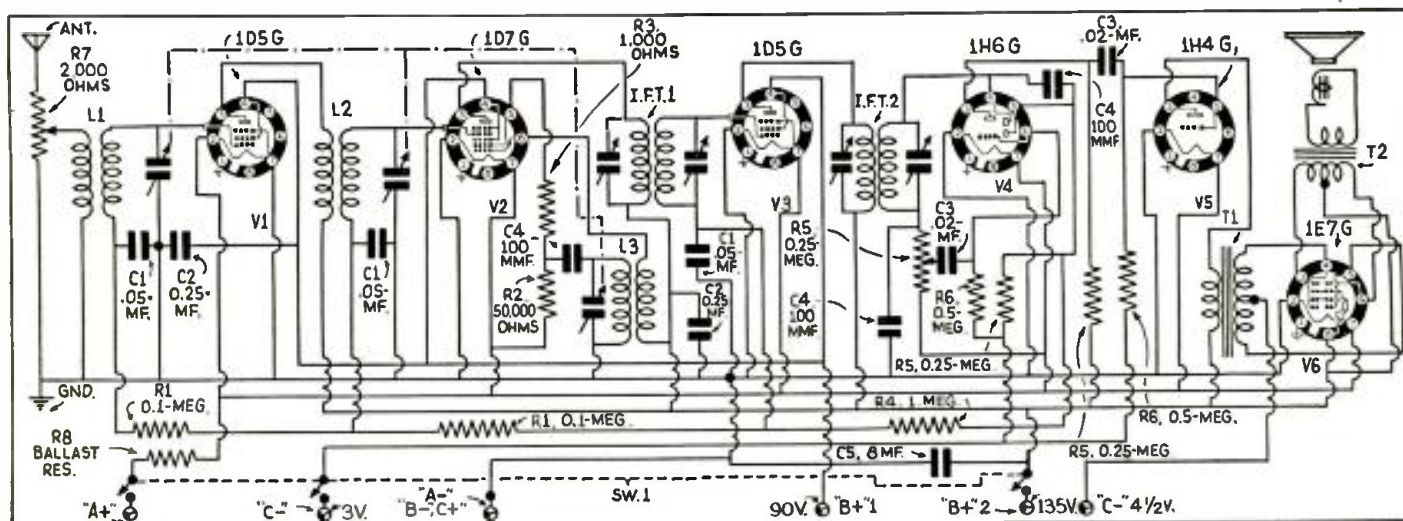 ANT.
R7
2,000
OHMS
L1
1D5G
V1
C1
.05-
MF.
C2
0.25-
MF.
L2
C1
.05-
MF.
1D7G
V2
R3,
1,000
OHMS
C4
100-
MMF.
R2
50,000
OHMS
I.F.T.1
L3
C1
.05-
MF.
C2
0.25
MF.
1D5G
V3
R5
0.25-
MEG.
C4
100
MMF
I.F.T.2
1H6G
V4
C3
.02-
MF.
R6
0.5-
MEG.
R5, 0.25-MEG
C3,
.02-MF.
C4
100
MMF
1H4G,
V5
T1
T2
1E7G
V6
GND.
R1
0.1-MEG.
R8
BALLAST
RES.
R1, 0.1-MEG.
R4, 1 MEG.
C5, 8 MF.
R5, 0.25-MEG
R6, 0.5-MEG.
SW.1
"A+"
"C-"
3V.
"A-"
"B-","C+"
90V.
"B+"1
"B+"2
135V.
"C-"4½V.